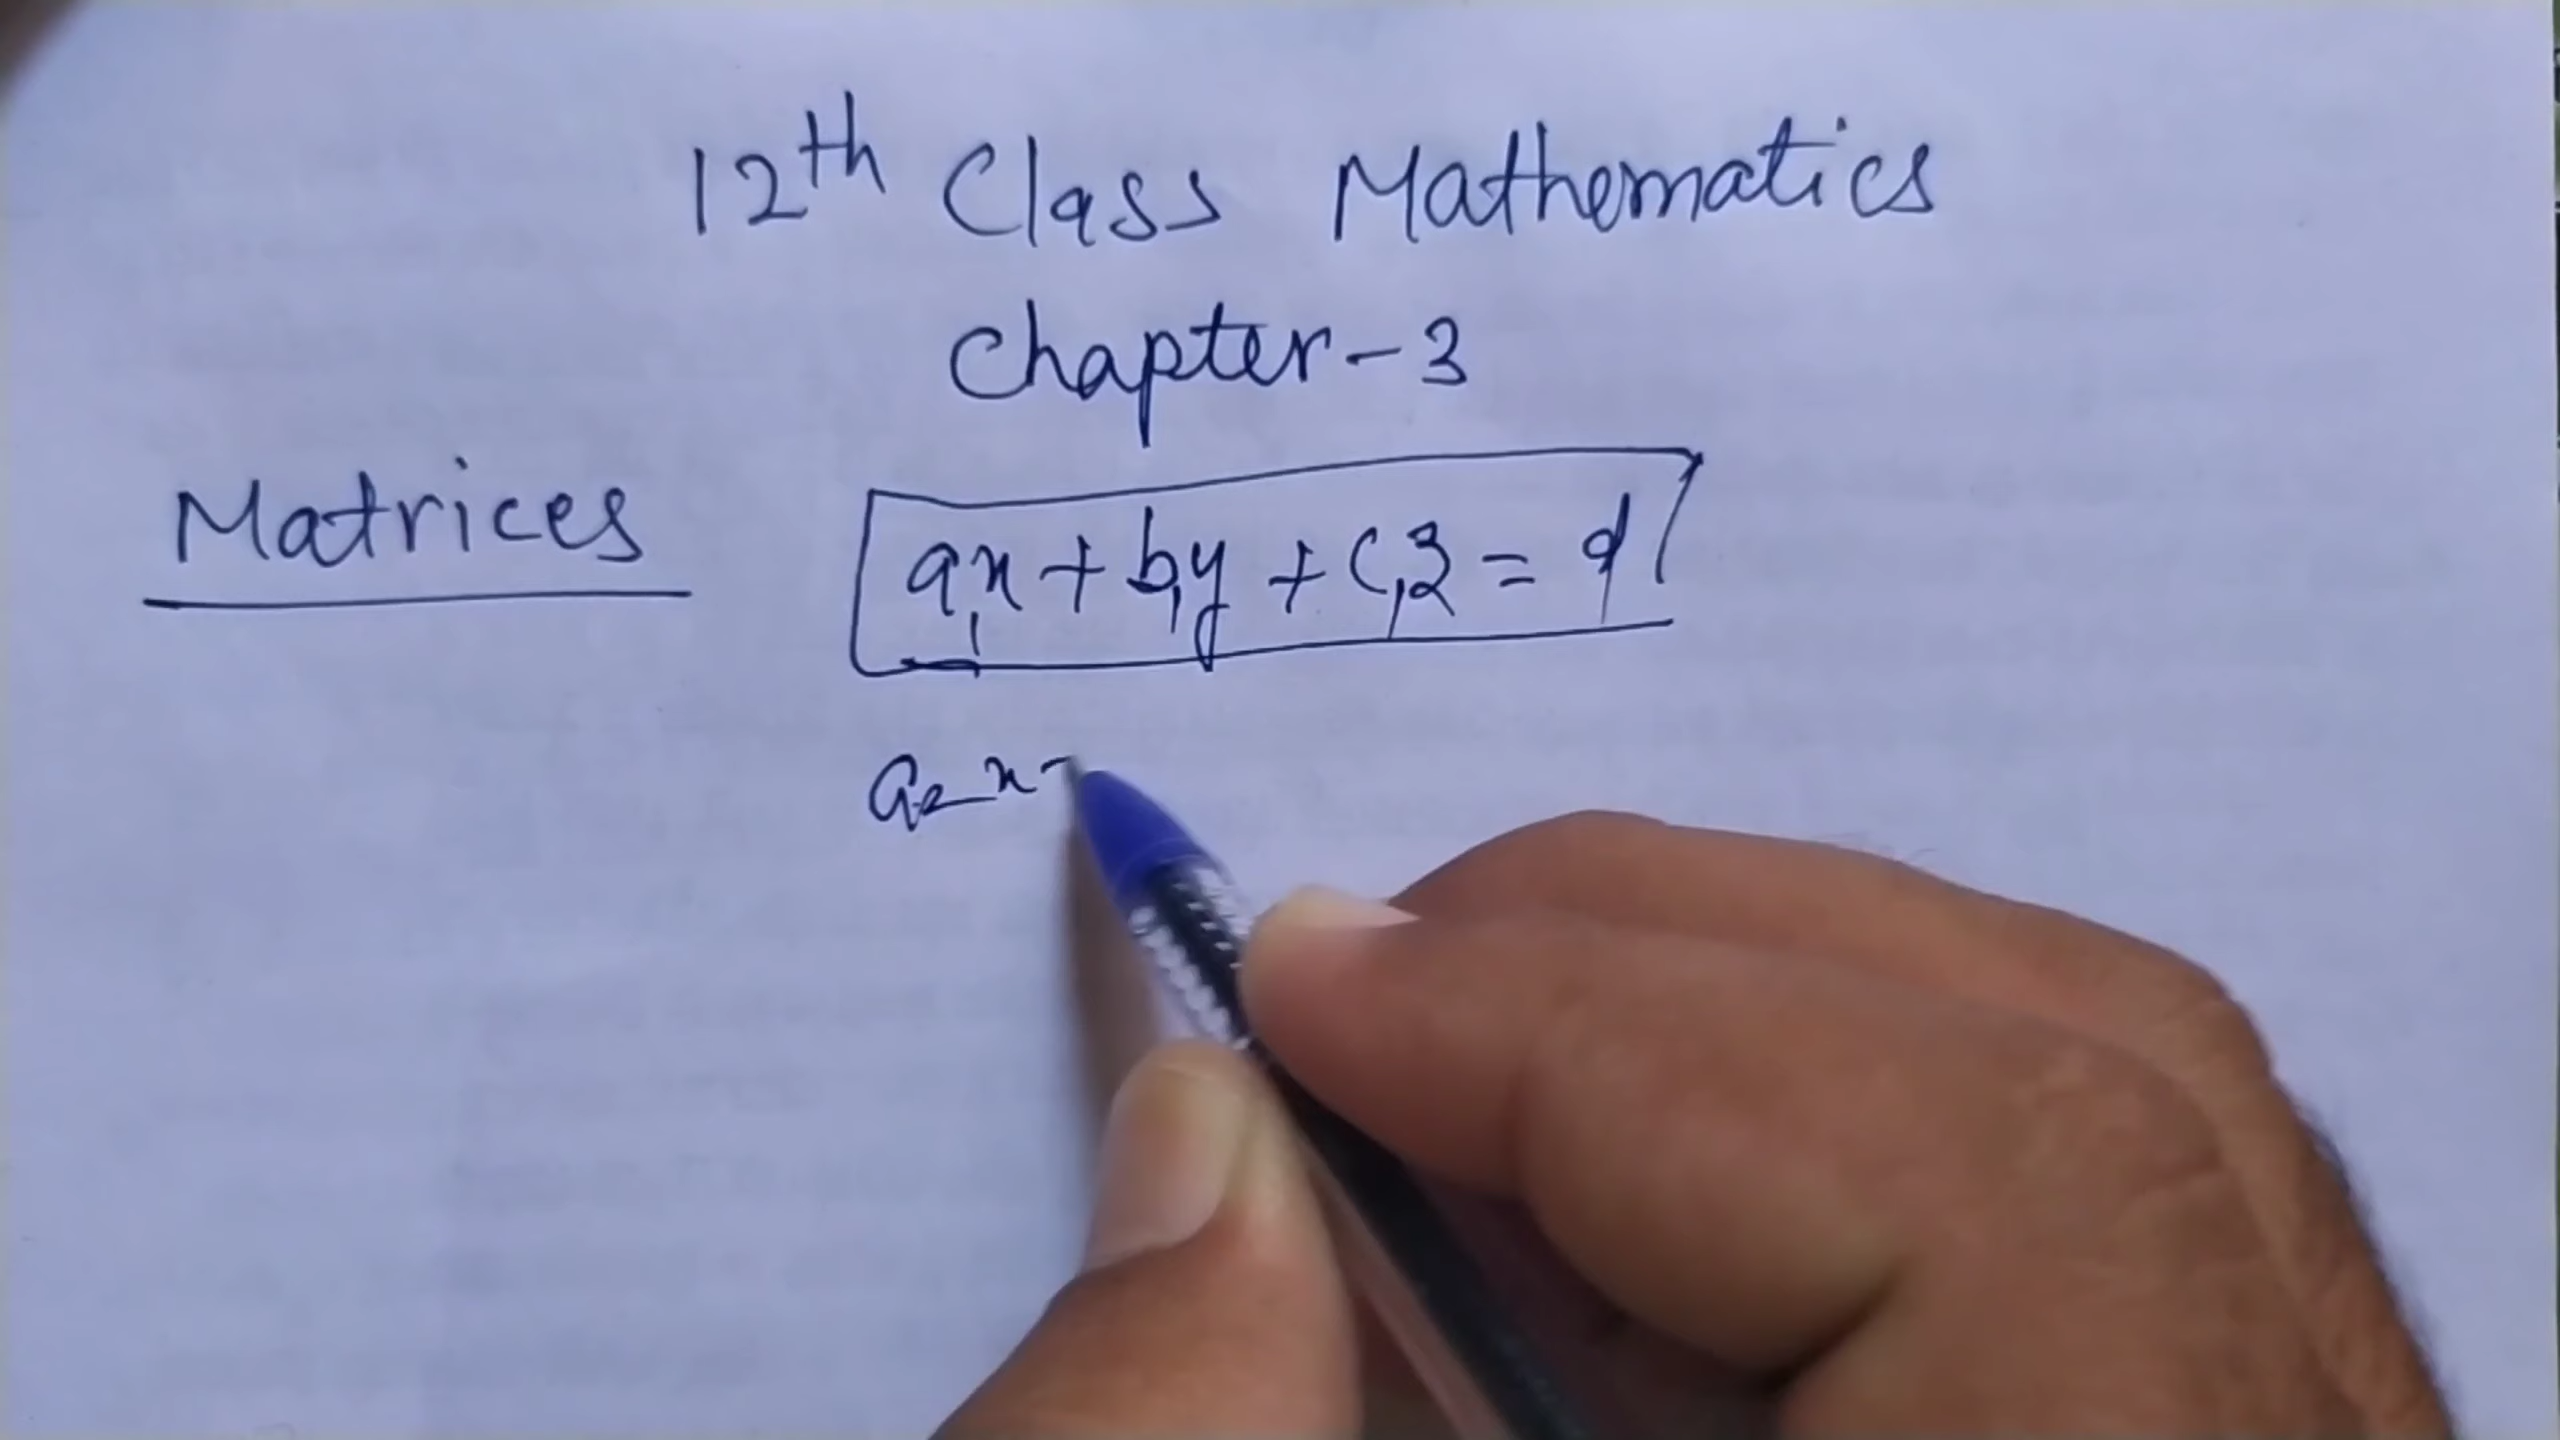 12th Class Mathematics
Chapter-3
Matrices
a₁x + b₁y + c₁z = d₁
a₂x